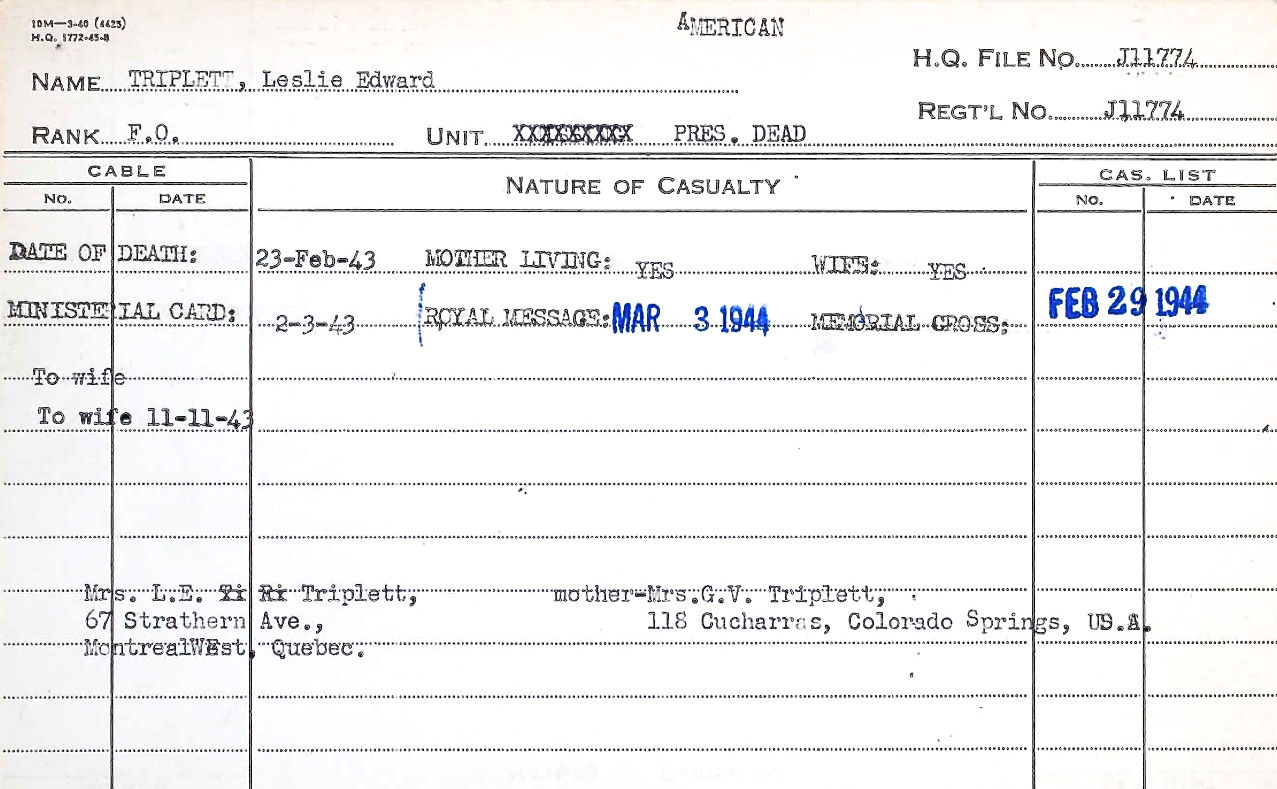 10M—3-40 (4423)
H.Q. 1772-45-8
AMERICAN
H.Q. FILE NO. J11774
NAME TRIPLETT, Leslie Edward
REGT'L NO. J11774
RANK F.O. UNIT XXXXXXXXX PRES. DEAD
CABLE NATURE OF CASUALTY CAS. LIST
NO. DATE NO. DATE
DATE OF DEATH: 23-Feb-43 MOTHER LIVING: YES WIFE: YES
MINISTERIAL CARD: 2-3-43 ROYAL MESSAGE: MAR 3 1944 MEMORIAL CROSS: FEB 29 1944
To wife
To wife 11-11-43
Mrs. L.E. Triplett, mother-Mrs.G.V. Triplett,
67 Strathern Ave., 118 Cucharras, Colorado Springs, US.A.
MontrealWEst, Quebec.